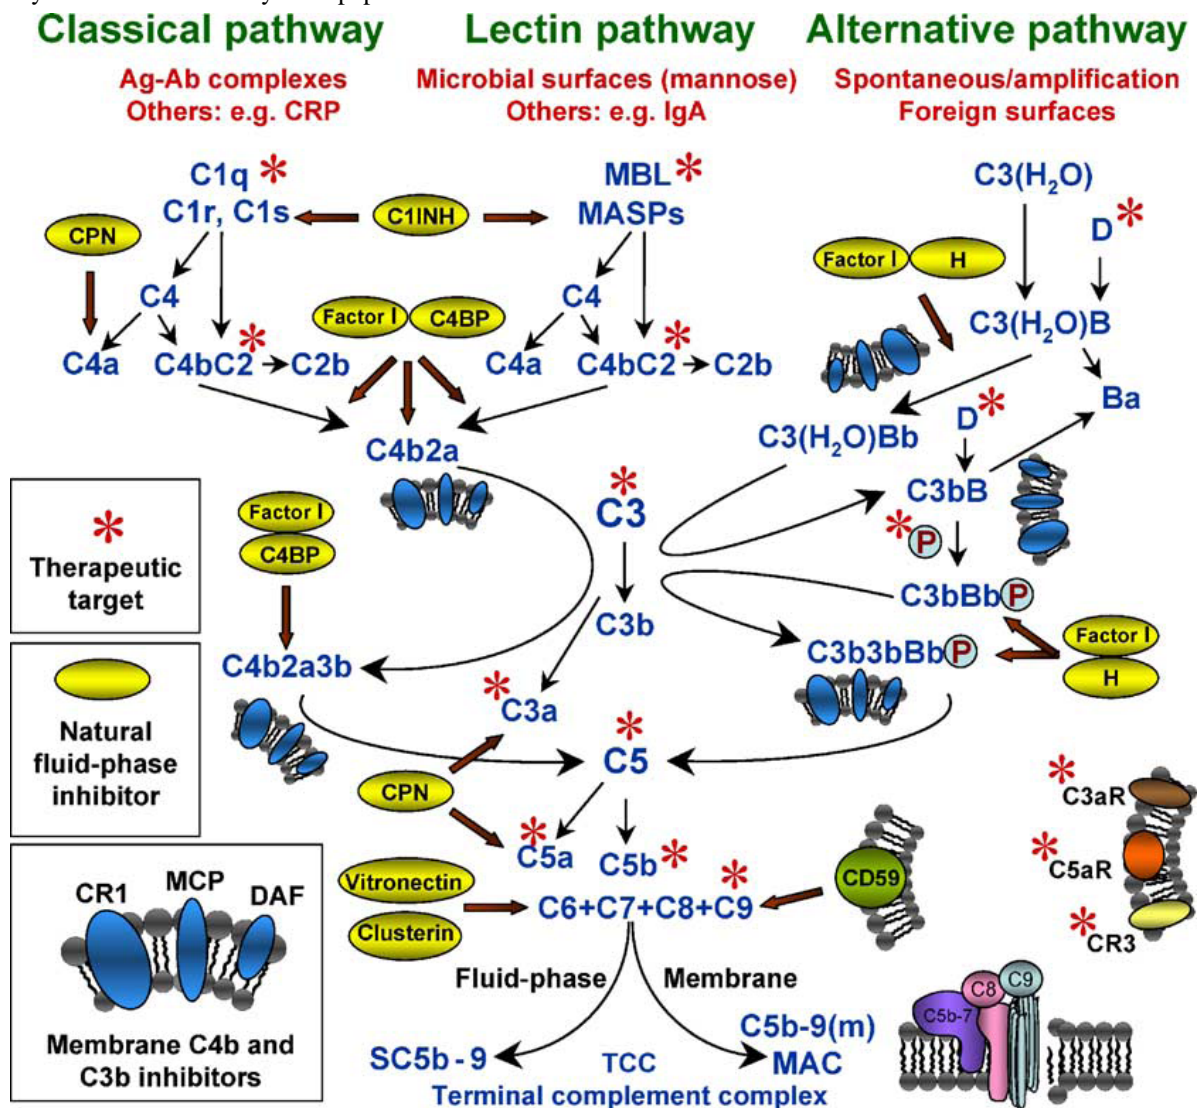 Classical pathway
Lectin pathway
Alternative pathway
Ag-Ab complexes
Others: e.g. CRP
Microbial surfaces (mannose)
Others: e.g. IgA
Spontaneous/amplification
Foreign surfaces
C1q *
C1r, C1s
C1INH
MBL *
MASPs
C3(H₂O)
D *
CPN
Factor I
H
C4
Factor I
C4BP
C4
C3(H₂O)B
C4a
C4bC2 *
C2b
C4a
C4bC2 *
C2b
Ba
C4b2a
C3(H₂O)Bb
D *
C3bB
* P
*
C3
*
Therapeutic
target
Factor I
C4BP
C3bBb P
C3b
C4b2a3b
C3b3bBb P
Factor I
H
* C3a
Natural
fluid-phase
inhibitor
*
C5
CPN
* C3aR
*
C5a
C5b *
* C5aR
CD59
CR1
MCP
DAF
Vitronectin
Clusterin
*
C6+C7+C8+C9
* CR3
Fluid-phase
Membrane
C5b-7
C8
C9
Membrane C4b and
C3b inhibitors
SC5b-9
TCC
C5b-9(m)
MAC
Terminal complement complex